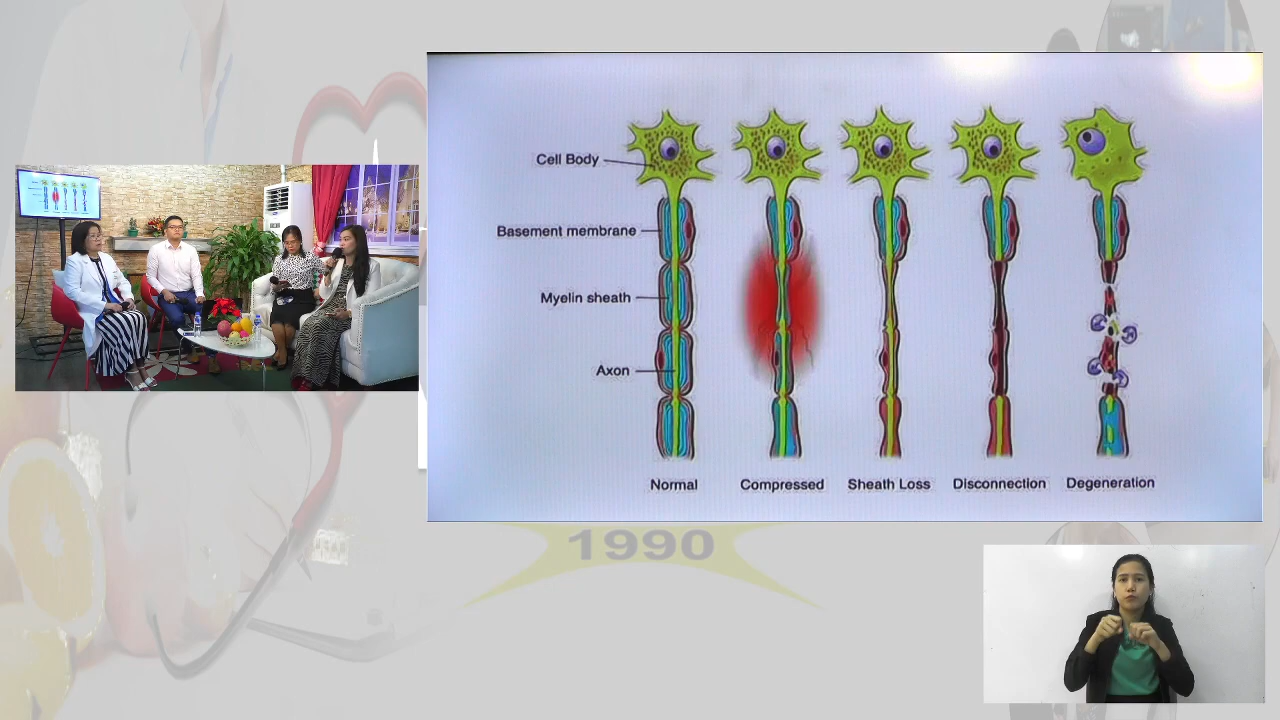 Cell Body
Basement membrane
Myelin sheath
Axon
Normal
Compressed
Sheath Loss
Disconnection
Degeneration
1990